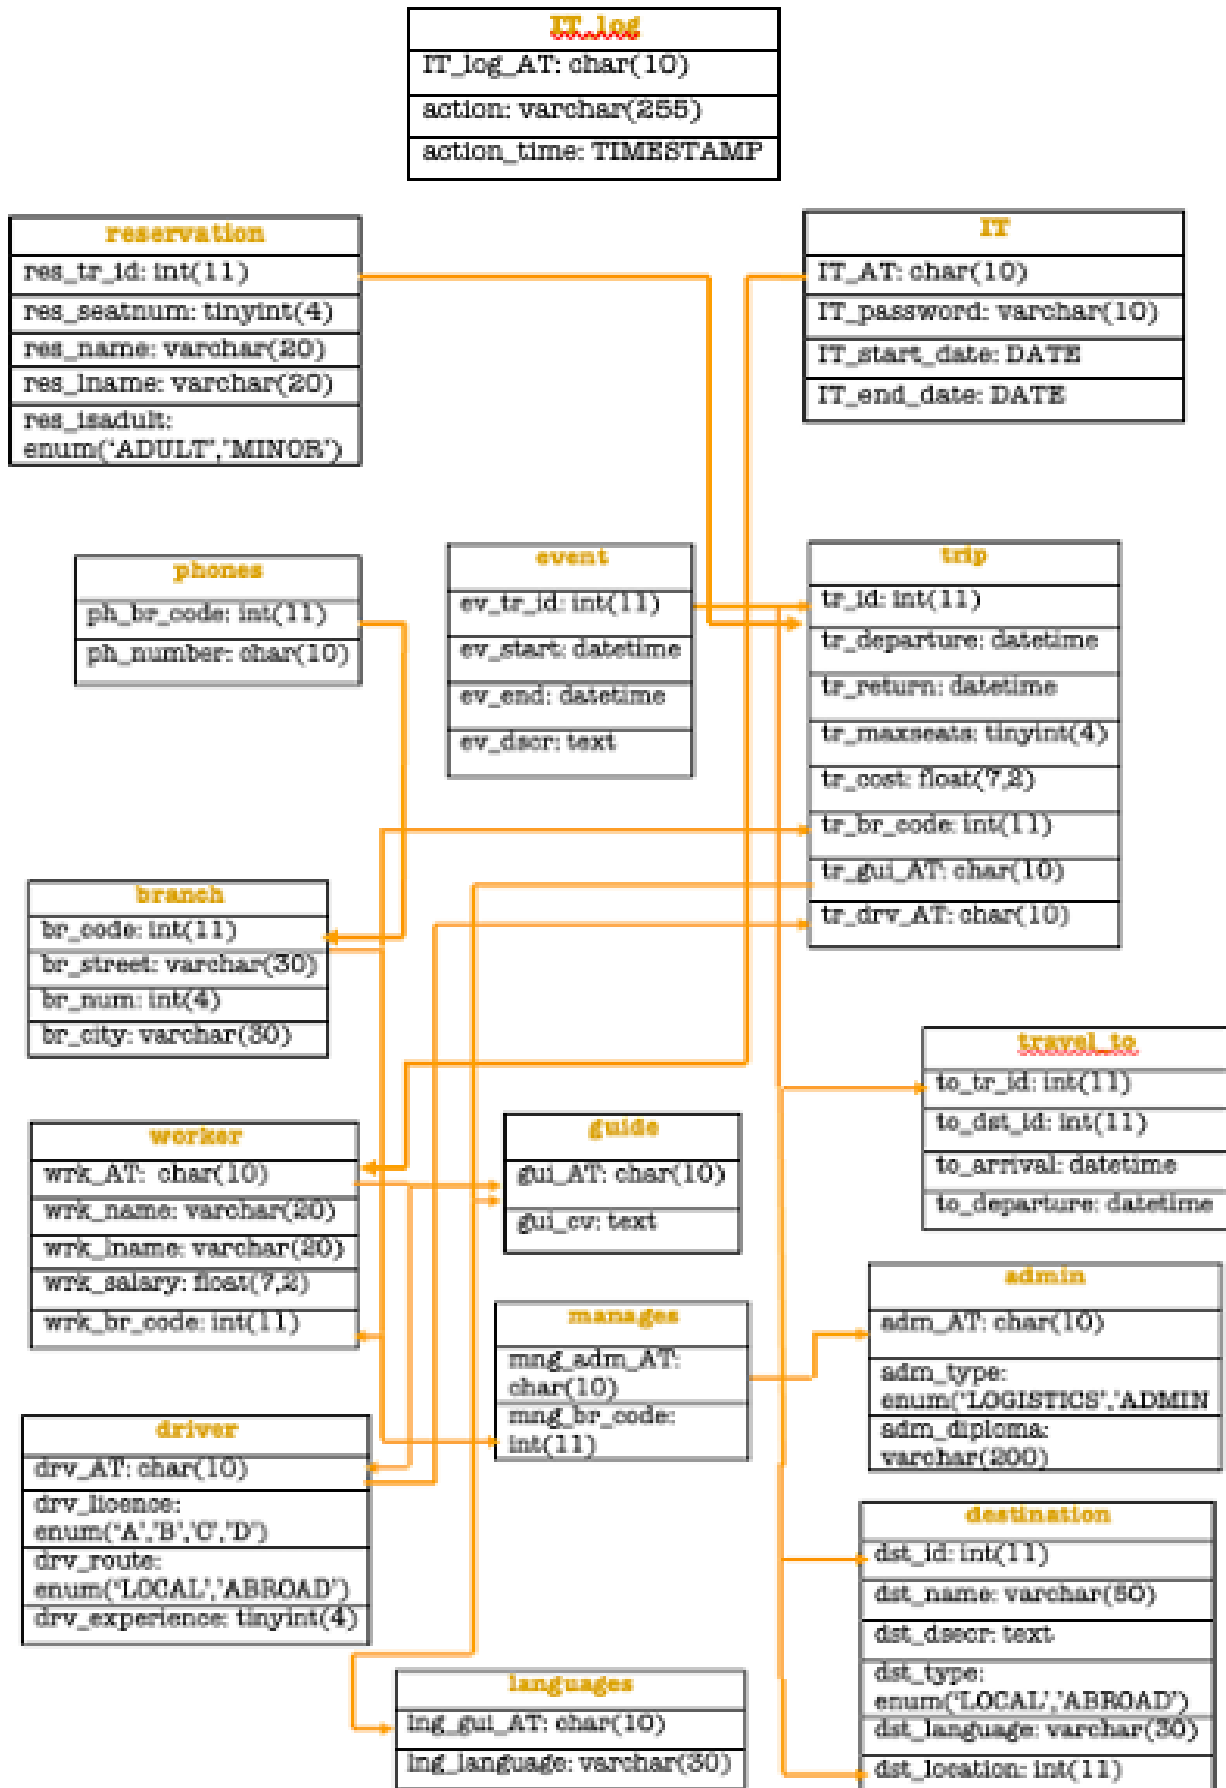 IT_log
IT_log_AT: char(10)
action: varchar(255)
action_time: TIMESTAMP
reservation
res_tr_id: int(11)
res_seatnum: tinyint(4)
res_name: varchar(20)
res_lname: varchar(20)
res_isadult:
enum('ADULT','MINOR')
IT
IT_AT: char(10)
IT_password: varchar(10)
IT_start_date: DATE
IT_end_date: DATE
phones
ph_br_code: int(11)
ph_number: char(10)
event
ev_tr_id: int(11)
ev_start: datetime
ev_end: datetime
ev_dscr: text
trip
tr_id: int(11)
tr_departure: datetime
tr_return: datetime
tr_maxseats: tinyint(4)
tr_cost: float(7,2)
tr_br_code: int(11)
tr_gui_AT: char(10)
tr_drv_AT: char(10)
branch
br_code: int(11)
br_street: varchar(30)
br_num: int(4)
br_city: varchar(30)
travel_to
to_tr_id: int(11)
to_dst_id: int(11)
to_arrival: datetime
to_departure: datetime
worker
wrk_AT: char(10)
wrk_name: varchar(20)
wrk_lname: varchar(20)
wrk_salary: float(7,2)
wrk_br_code: int(11)
guide
gui_AT: char(10)
gui_cv: text
manages
mng_adm_AT:
char(10)
mng_br_code:
int(11)
admin
adm_AT: char(10)
adm_type:
enum('LOGISTICS','ADMIN
adm_diploma:
varchar(200)
driver
drv_AT: char(10)
drv_licence:
enum('A','B','C','D')
drv_route:
enum('LOCAL','ABROAD')
drv_experience: tinyint(4)
destination
dst_id: int(11)
dst_name: varchar(50)
dst_dsecr: text
dst_type:
enum('LOCAL','ABROAD')
dst_language: varchar(30)
dst_location: int(11)
languages
lng_gui_AT: char(10)
lng_language: varchar(30)